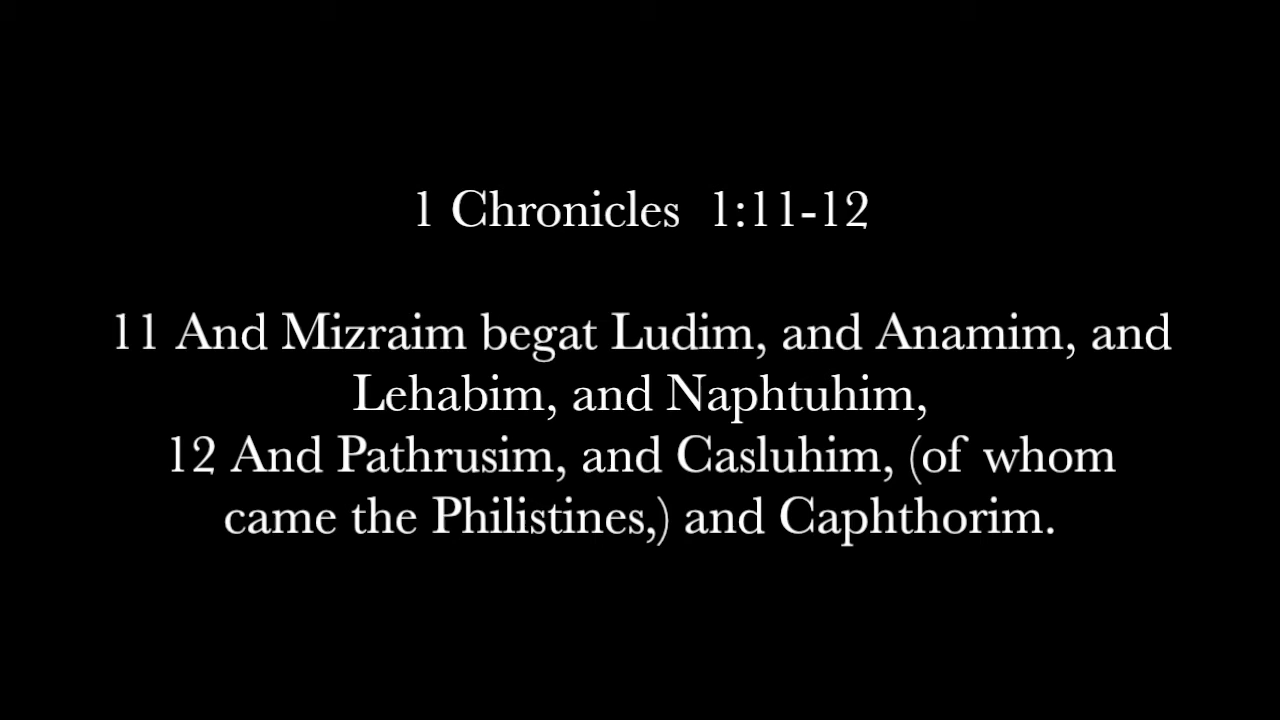 1 Chronicles  1:11-12
11 And Mizraim begat Ludim, and Anamim, and
Lehabim, and Naphtuhim,
12 And Pathrusim, and Casluhim, (of whom
came the Philistines,) and Caphthorim.